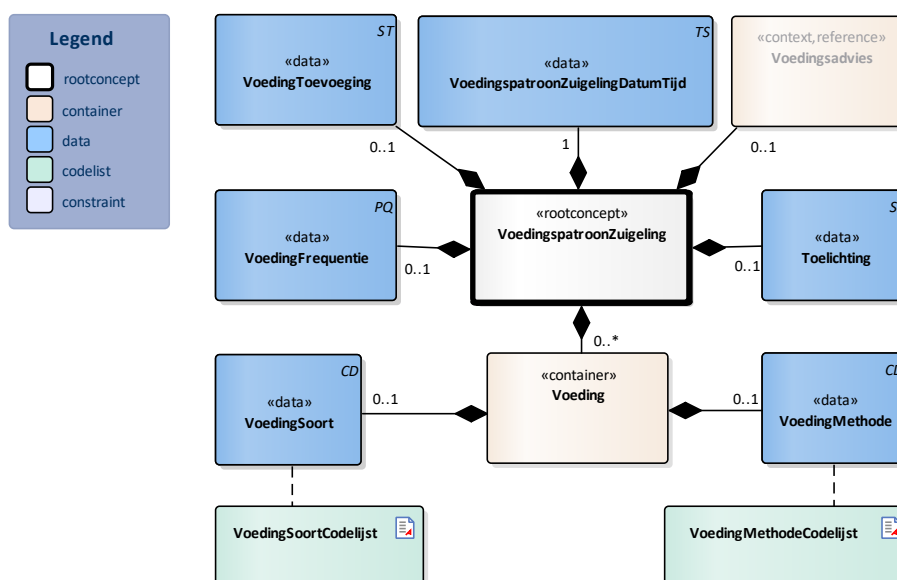 Legend
rootconcept
container
data
codelist
constraint
ST
«data»
VoedingToevoeging
TS
«data»
VoedingspatroonZuigelingDatumTijd
«context,reference»
Voedingsadvies
0..1
1
0..1
PQ
«data»
VoedingFrequentie
0..1
«rootconcept»
VoedingspatroonZuigeling
0..1
S
«data»
Toelichting
0..*
CD
«data»
VoedingSoort
0..1
«container»
Voeding
0..1
CD
«data»
VoedingMethode
VoedingSoortCodelijst
VoedingMethodeCodelijst